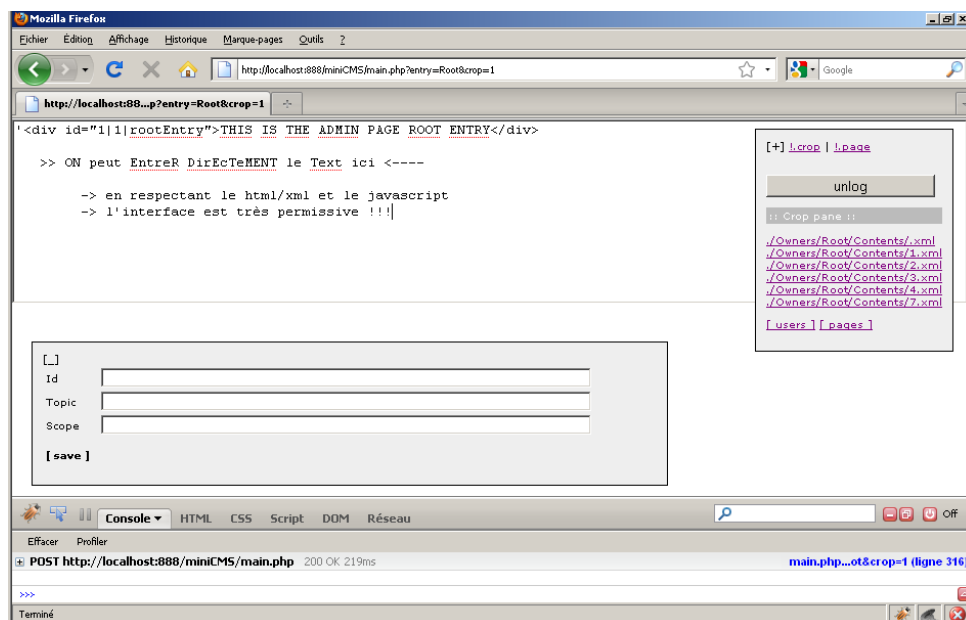 Mozilla Firefox
Fichier Édition Affichage Historique Marque-pages Outils ?
http://localhost:888/miniCMS/main.php?entry=Root&crop=1
Google
http://localhost:88...p?entry=Root&crop=1
'<div id="1|1|rootEntry">THIS IS THE ADMIN PAGE ROOT ENTRY</div>
>> ON peut EntreR DirEcTeMENT le Text ici <----
-> en respectant le html/xml et le javascript
-> l'interface est très permissive !!!
[+] !.crop | !.page
unlog
:: Crop pane ::
./Owners/Root/Contents/.xml
./Owners/Root/Contents/1.xml
./Owners/Root/Contents/2.xml
./Owners/Root/Contents/3.xml
./Owners/Root/Contents/4.xml
./Owners/Root/Contents/7.xml
[ users ] [ pages ]
[_]
Id
Topic
Scope
[ save ]
Console HTML CSS Script DOM Réseau
Off
Effacer Profiler
POST http://localhost:888/miniCMS/main.php 200 OK 219ms main.php...ot&crop=1 (ligne 316)
>>>
Terminé